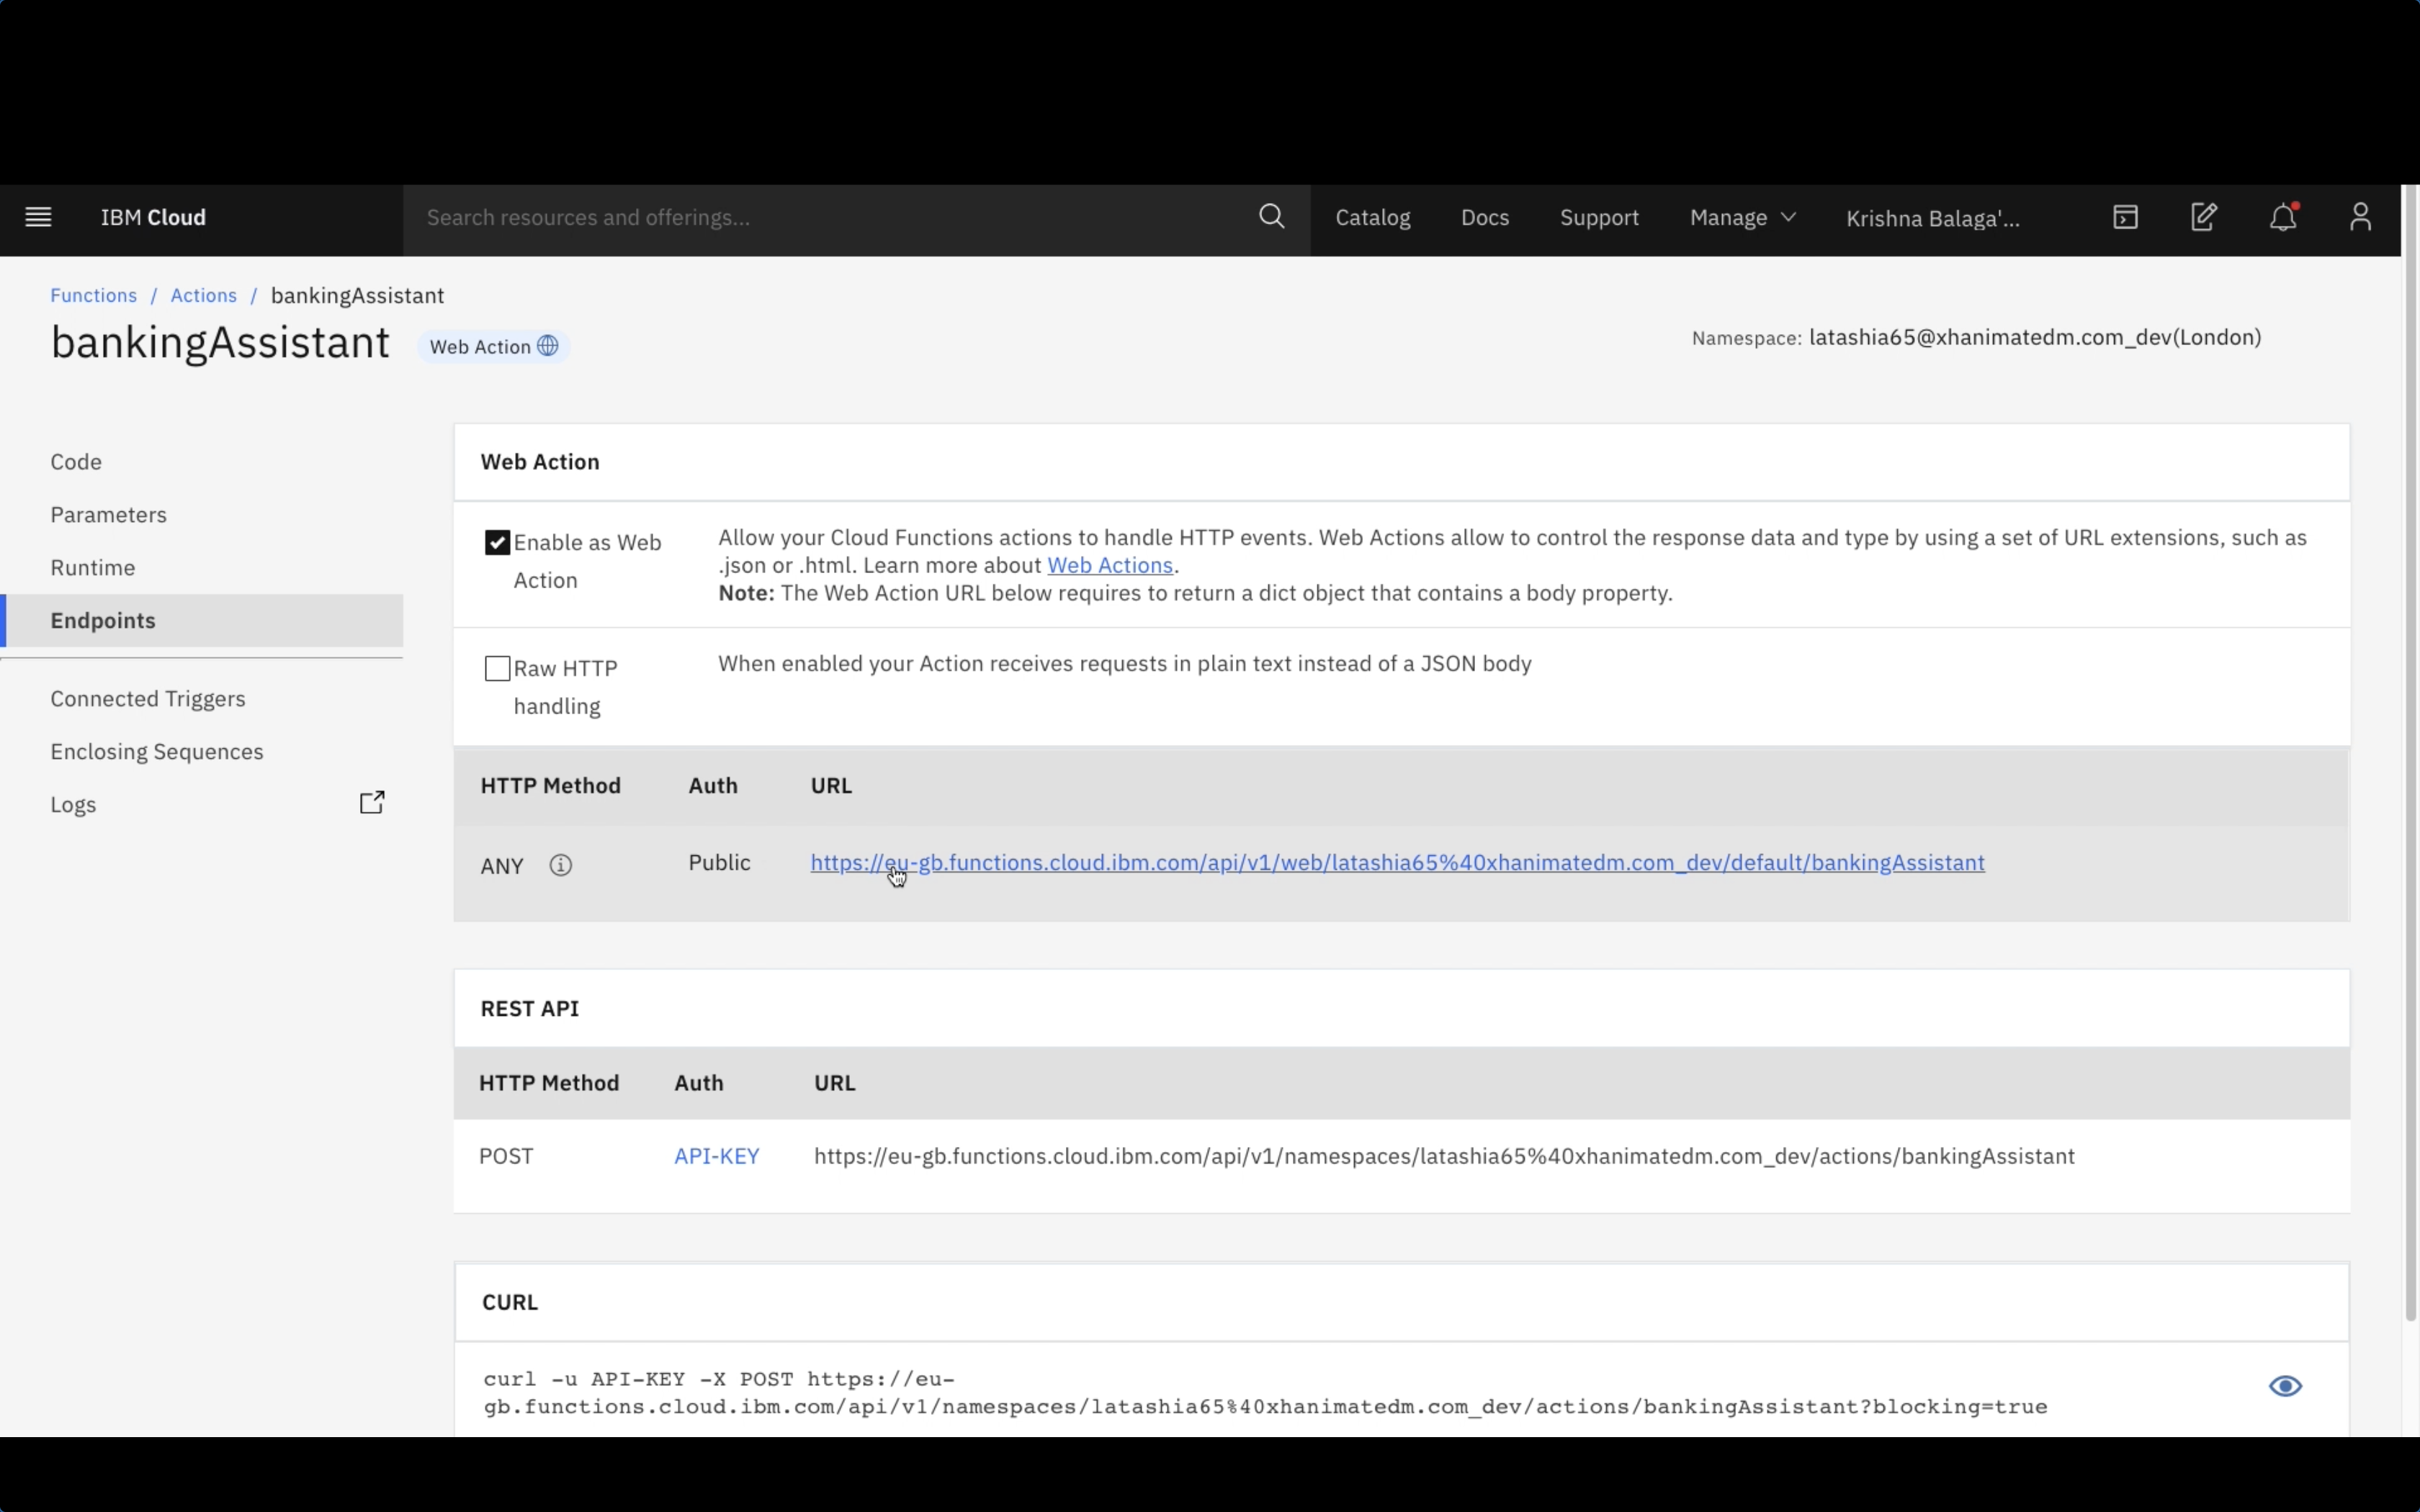 IBM Cloud
Search resources and offerings...
Catalog
Docs
Support
Manage
Krishna Balaga'...
Functions / Actions / bankingAssistant
bankingAssistant
Web Action
Namespace: latashia65@xhanimatedm.com_dev(London)
Code
Parameters
Runtime
Endpoints
Connected Triggers
Enclosing Sequences
Logs
Web Action
Enable as Web
Action
Allow your Cloud Functions actions to handle HTTP events. Web Actions allow to control the response data and type by using a set of URL extensions, such as
.json or .html. Learn more about Web Actions.
Note: The Web Action URL below requires to return a dict object that contains a body property.
Raw HTTP
handling
When enabled your Action receives requests in plain text instead of a JSON body
HTTP Method Auth URL
ANY Public https://eu-gb.functions.cloud.ibm.com/api/v1/web/latashia65%40xhanimatedm.com_dev/default/bankingAssistant
REST API
HTTP Method Auth URL
POST API-KEY https://eu-gb.functions.cloud.ibm.com/api/v1/namespaces/latashia65%40xhanimatedm.com_dev/actions/bankingAssistant
CURL
curl -u API-KEY -X POST https://eu-
gb.functions.cloud.ibm.com/api/v1/namespaces/latashia65%40xhanimatedm.com_dev/actions/bankingAssistant?blocking=true